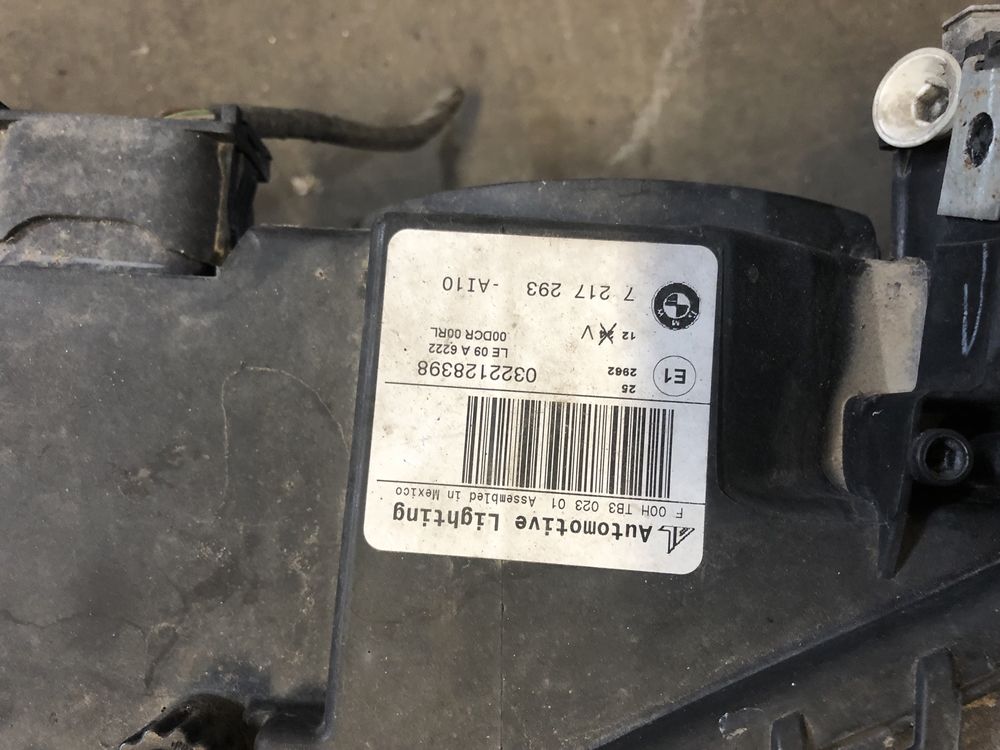 Automotive Lighting
F 00H TB3 023 01 Assembled in Mexico
25
2962
E1
0322128398
LE 09 A 6222
00DCR 00RL
12 V
7 217 293 -AI10
BMW